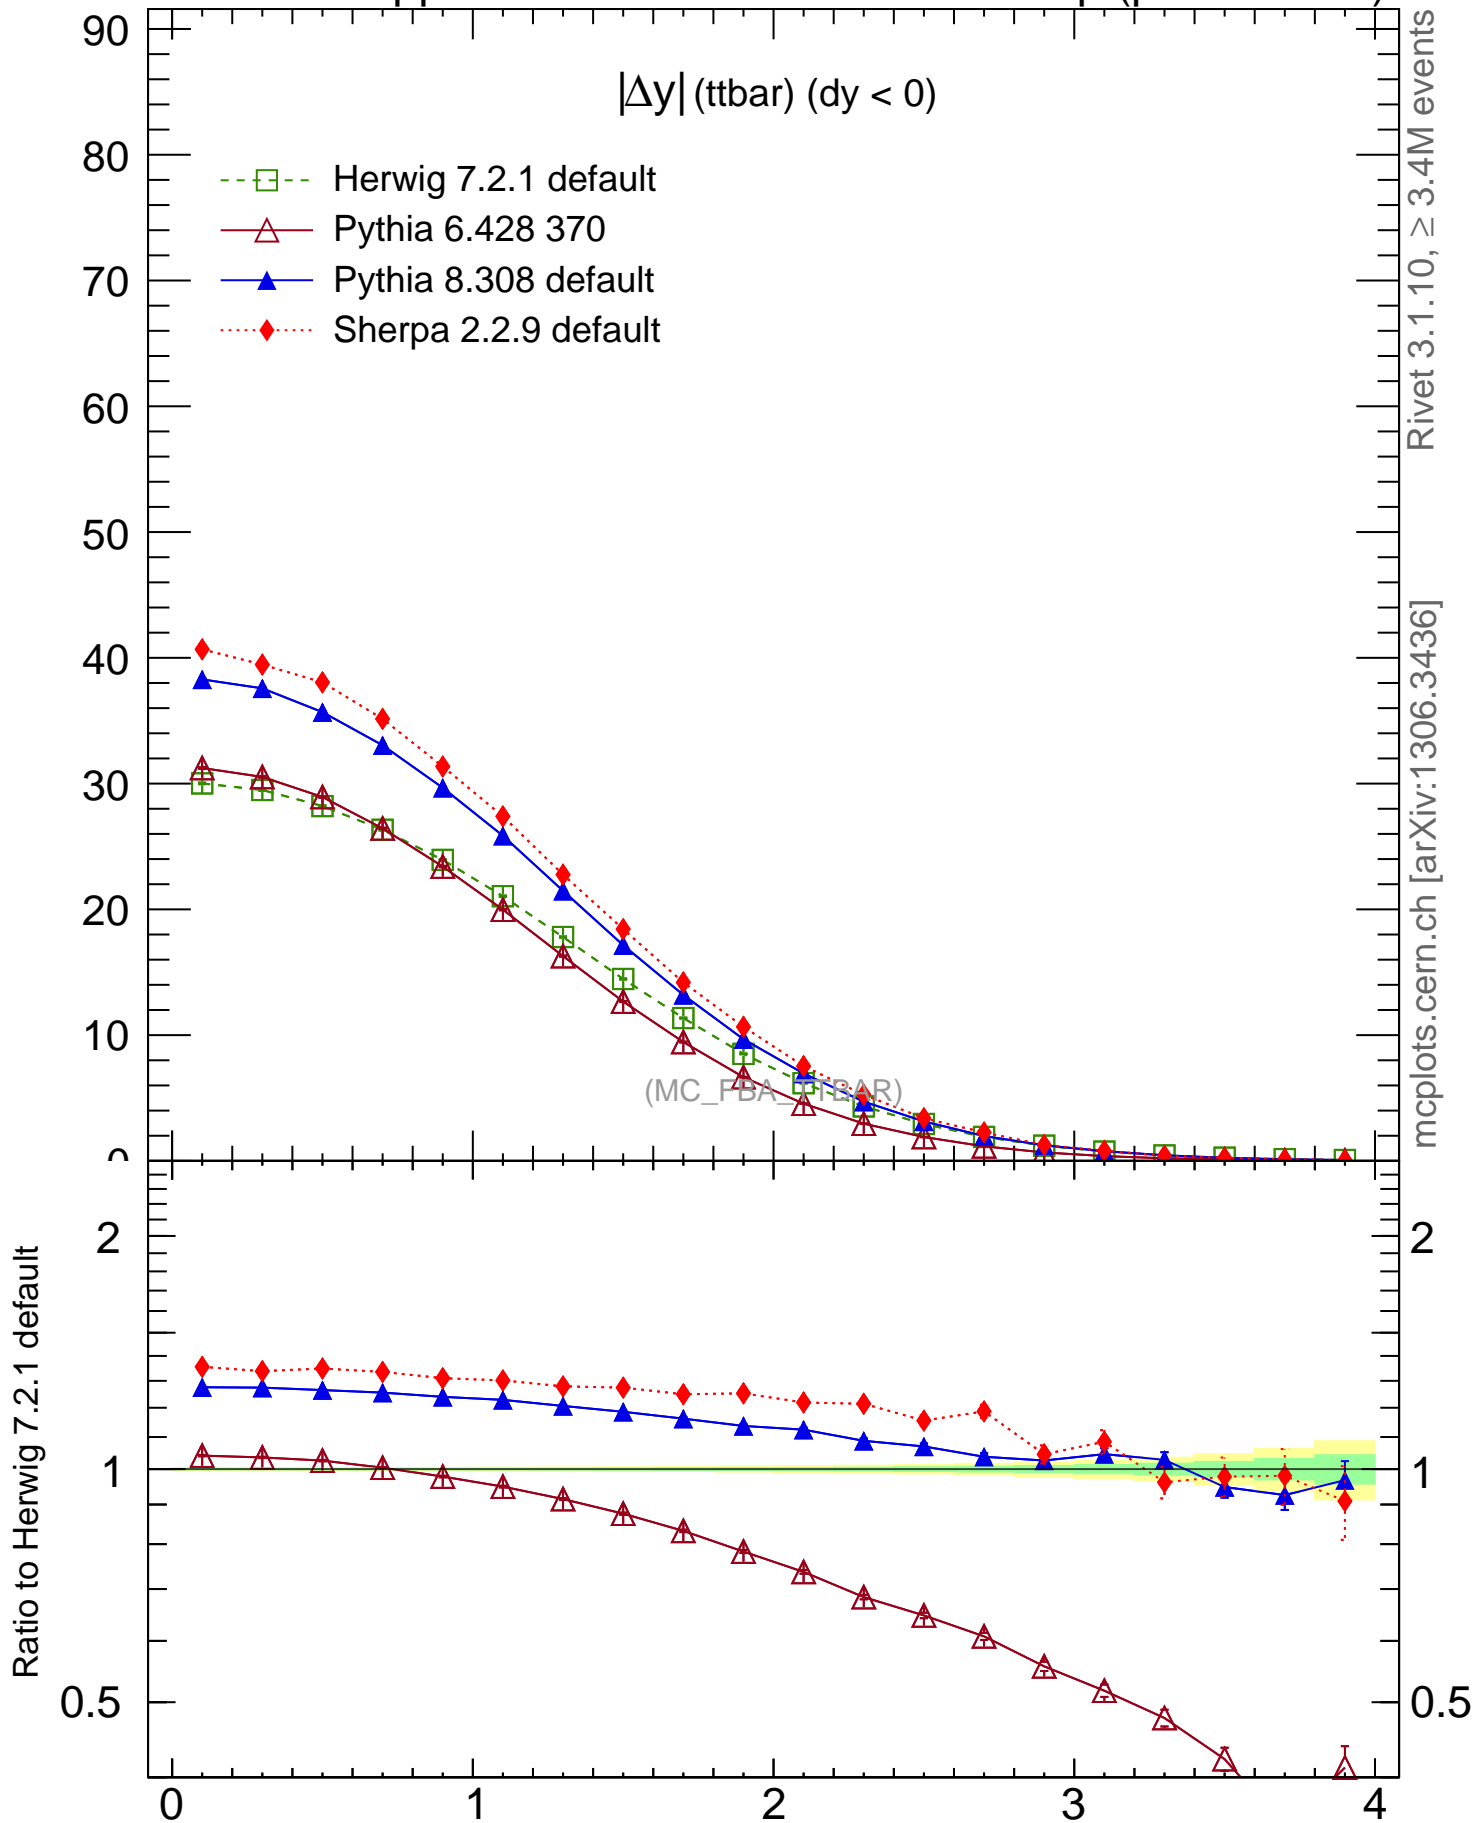 |Δy| (ttbar) (dy < 0)
Herwig 7.2.1 default
Pythia 6.428 370
Pythia 8.308 default
Sherpa 2.2.9 default
90
80
70
60
50
40
30
20
10
(MC_FBA_TTBAR)
Rivet 3.1.10, ≥ 3.4M events
mcplots.cern.ch [arXiv:1306.3436]
Ratio to Herwig 7.2.1 default
2
1
0.5
2
1
0.5
0
1
2
3
4